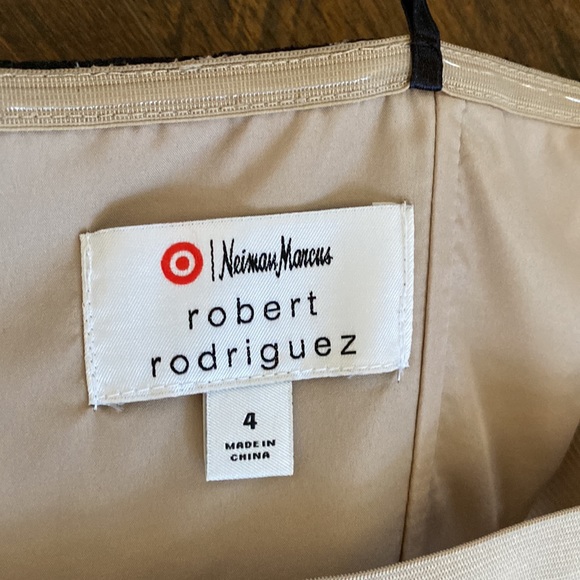 | Neiman Marcus
robert
rodriguez
4
MADE IN
CHINA